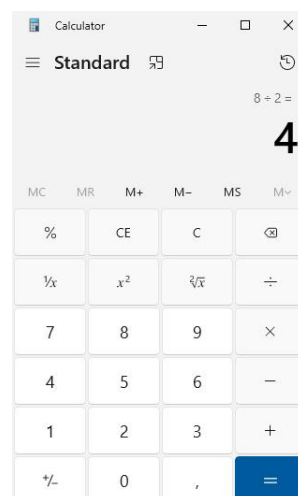 Calculator
Standard
8 ÷ 2 =
4
MC MR M+ M− MS M˅
% CE C
¹/x x² ²√x ÷
7 8 9 ×
4 5 6 −
1 2 3 +
+/− 0 , =